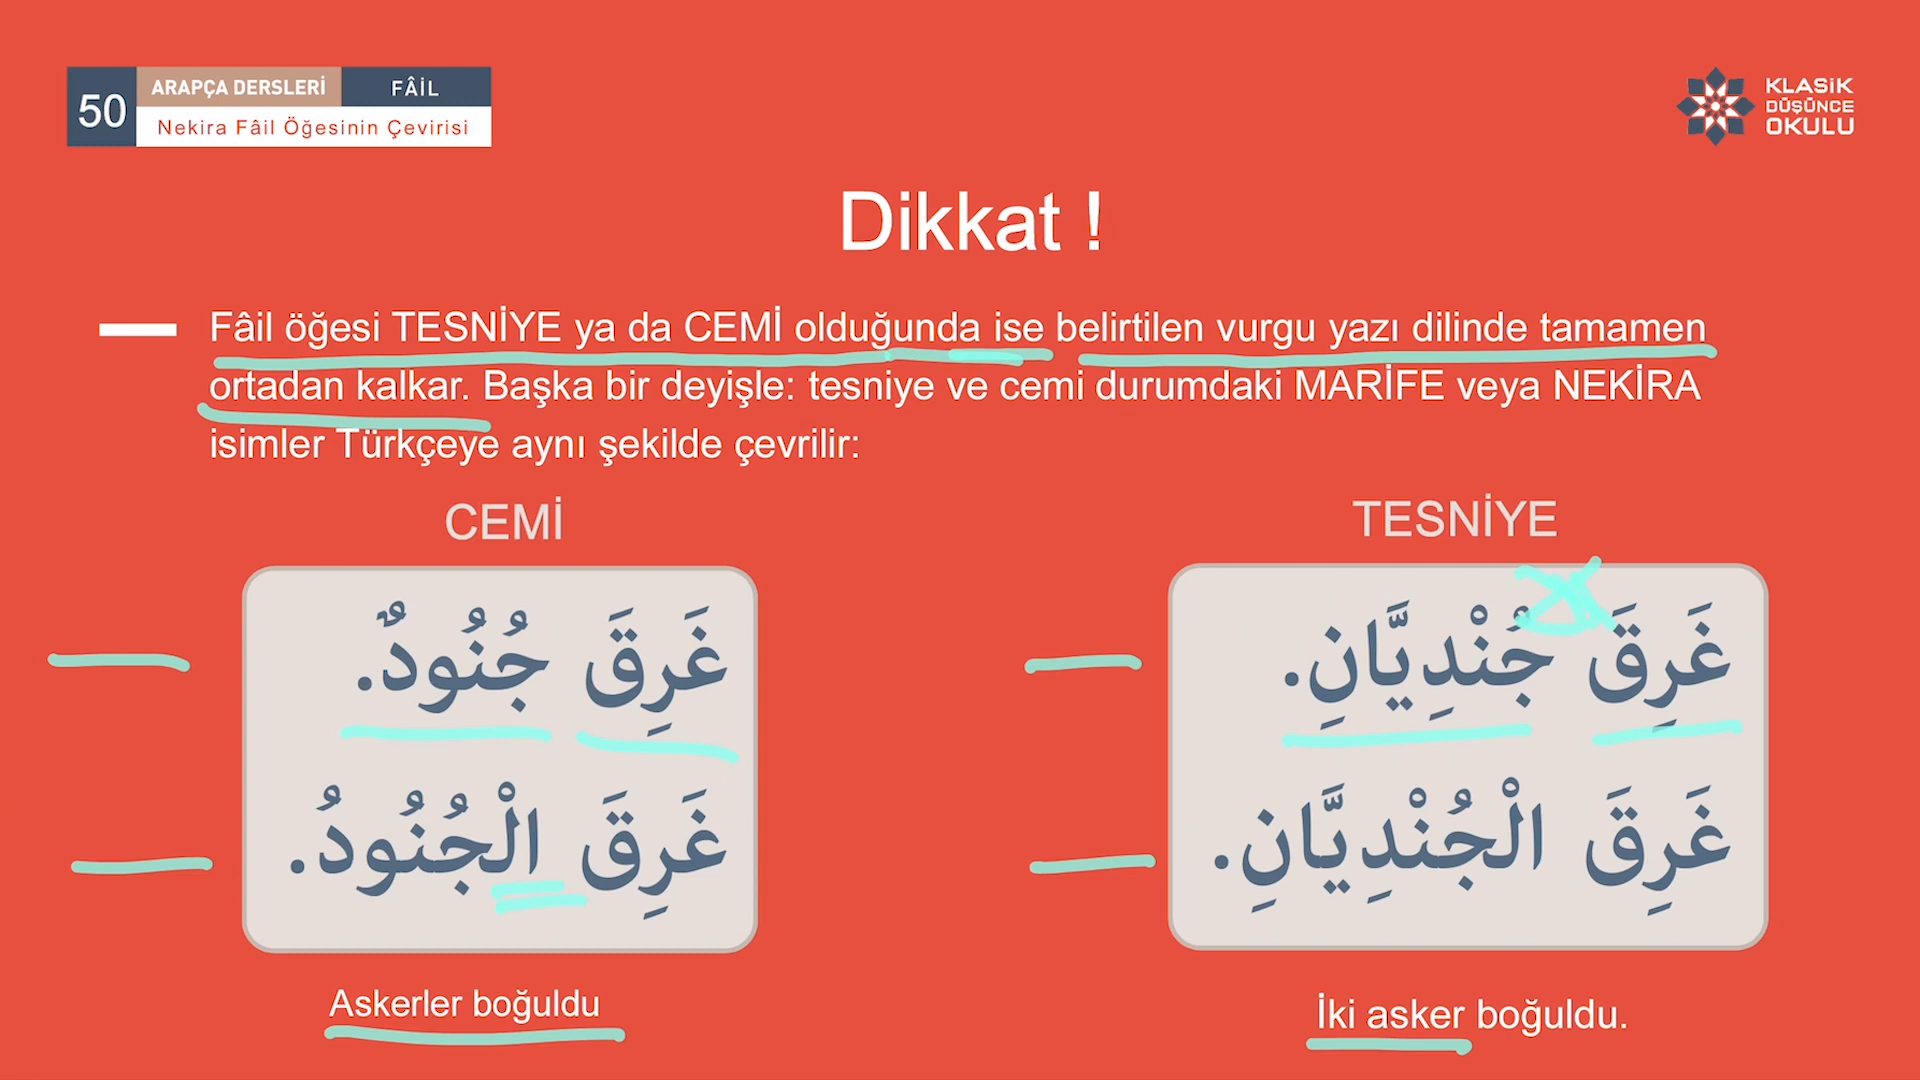 50
ARAPÇA DERSLERİ
FÂİL
Nekira Fâil Öğesinin Çevirisi
KLASİK
DÜŞÜNCE
OKULU
Dikkat !
Fâil öğesi TESNİYE ya da CEMİ olduğunda ise belirtilen vurgu yazı dilinde tamamen
ortadan kalkar. Başka bir deyişle: tesniye ve cemi durumdaki MARİFE veya NEKİRA
isimler Türkçeye aynı şekilde çevrilir:
CEMİ
غَرِقَ جُنُودٌ.
غَرِقَ الْجُنُودُ.
Askerler boğuldu
TESNİYE
غَرِقَ جُنْدِيَّانِ.
غَرِقَ الْجُنْدِيَّانِ.
İki asker boğuldu.